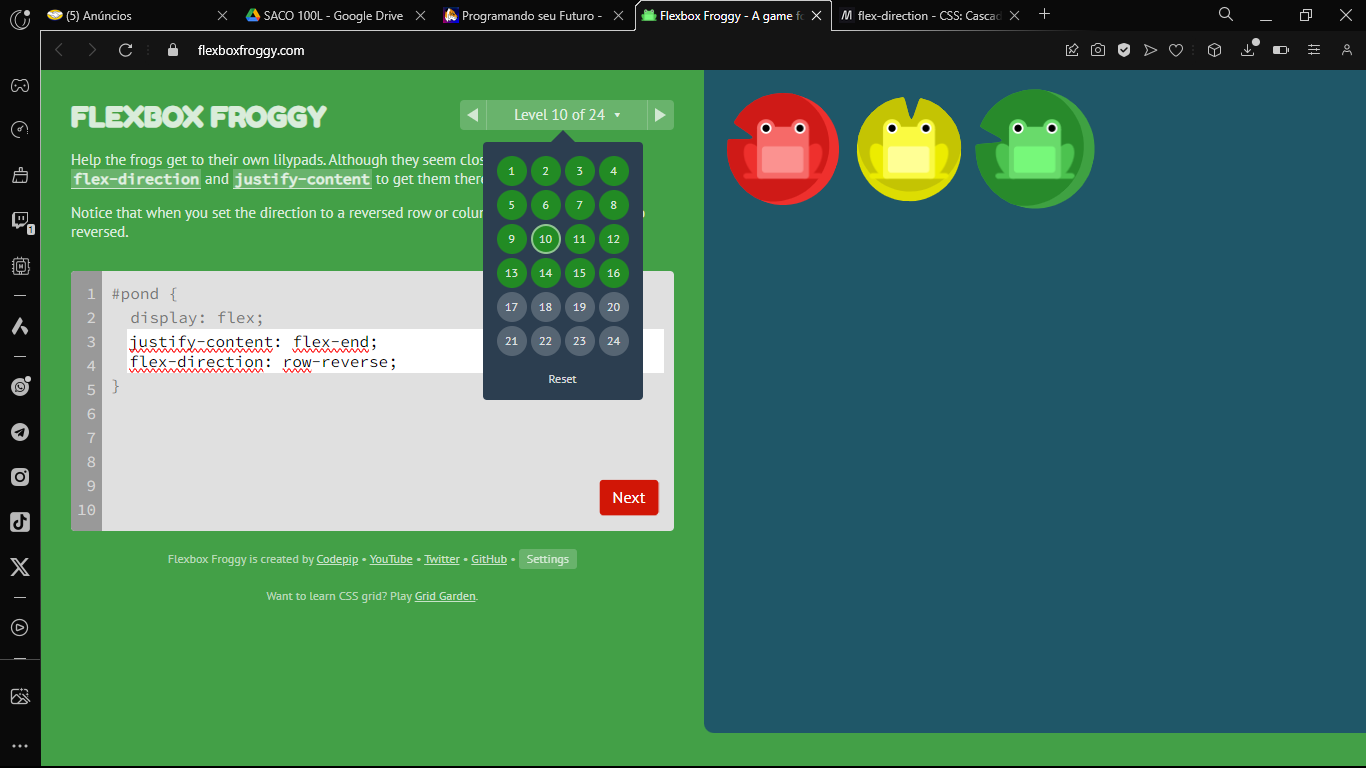 (5) Anúncios
SACO 100L - Google Drive
Programando seu Futuro -
Flexbox Froggy - A game fo
flex-direction - CSS: Cascad
flexboxfroggy.com
FLEXBOX FROGGY
Level 10 of 24
Help the frogs get to their own lilypads. Although they seem clos
flex-direction and justify-content to get them there
Notice that when you set the direction to a reversed row or colum
reversed.
1 2 3 4
5 6 7 8
9 10 11 12
13 14 15 16
17 18 19 20
21 22 23 24
Reset
1 #pond {
2 display: flex;
3 justify-content: flex-end;
4 flex-direction: row-reverse;
5 }
6
7
8
9
10
Next
Flexbox Froggy is created by Codepip • YouTube • Twitter • GitHub • Settings
Want to learn CSS grid? Play Grid Garden.
1